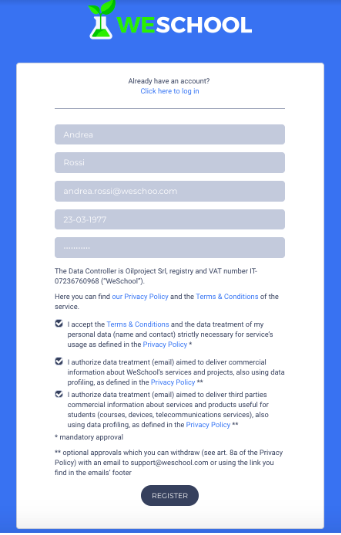 WESCHOOL
Already have an account?
Click here to log in
Andrea
Rossi
andrea.rossi@weschoo.com
23-03-1977
--------
The Data Controller is Oilproject Srl, registry and VAT number IT-
07236760968 ("WeSchool").
Here you can find our Privacy Policy and the Terms & Conditions of the
service.
I accept the Terms & Conditions and the data treatment of my
personal data (name and contact) strictly necessary for service's
usage as defined in the Privacy Policy *
I authorize data treatment (email) aimed to deliver commercial
information about WeSchool's services and projects, also using data
profiling, as defined in the Privacy Policy **
I authorize data treatment (email) aimed to deliver third parties
commercial information about services and products useful for
students (courses, devices, telecommunications services), also
using data profiling, as defined in the Privacy Policy **
* mandatory approval
** optional approvals which you can withdraw (see art. 8a of the Privacy
Policy) with an email to support@weschool.com or using the link you
find in the emails' footer
REGISTER